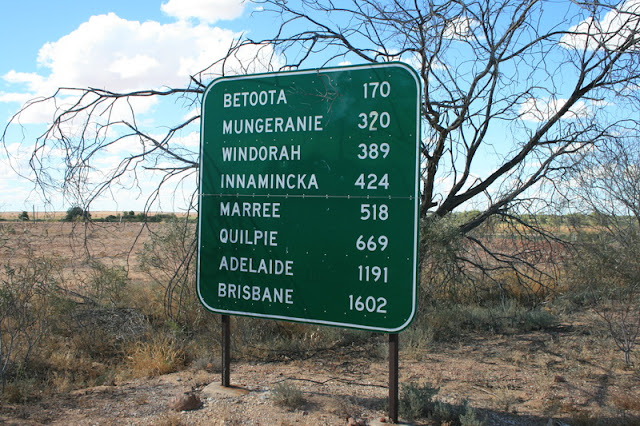 BETOOTA 170
MUNGERANIE 320
WINDORAH 389
INNAMINCKA 424
MARREE 518
QUILPIE 669
ADELAIDE 1191
BRISBANE 1602